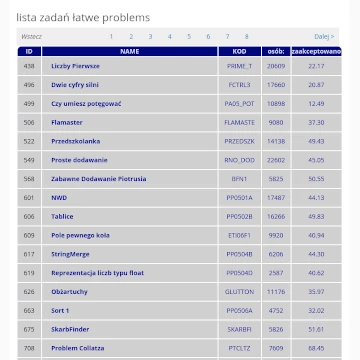 lista zadań łatwe problems
Wstecz 1 2 3 4 5 6 7 8 Dalej >
ID NAME KOD osób: zaakceptowano
438 Liczby Pierwsze PRIME_T 20609 22.17
496 Dwie cyfry silni FCTRL3 17660 20.87
499 Czy umiesz potęgować PA05_POT 10898 12.49
506 Flamaster FLAMASTE 9080 37.30
522 Przedszkolanka PRZEDSZK 14138 49.43
549 Proste dodawanie RNO_DOD 22602 45.05
568 Zabawne Dodawanie Piotrusia BFN1 5825 50.55
601 NWD PP0501A 17487 44.13
606 Tablice PP0502B 16266 49.83
609 Pole pewnego koła ETI06F1 9920 40.94
617 StringMerge PP0504B 6206 44.30
619 Reprezentacja liczb typu float PP0504D 2587 40.62
626 Obżartuchy GLUTTON 11176 35.97
663 Sort 1 PP0506A 4752 32.02
675 SkarbFinder SKARBFI 5826 51.61
708 Problem Collatza PTCLTZ 7609 68.45